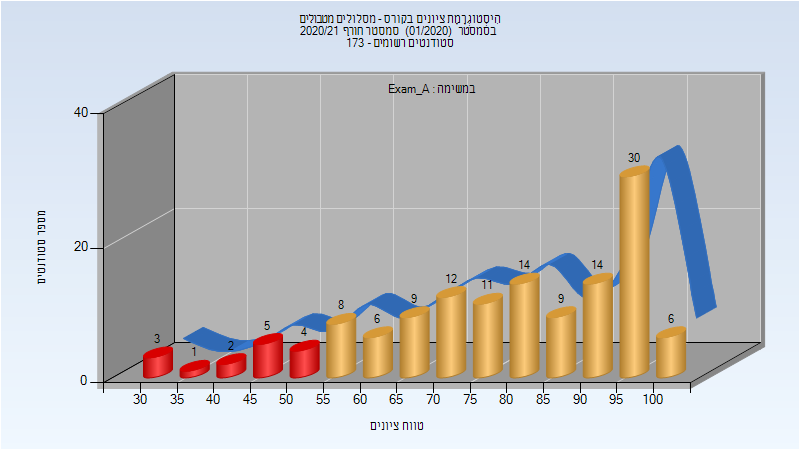 היסטוגרמת ציונים בקורס - מסלולים מטבולים
בסמסטר (01/2020) סמסטר חורף 2020/21
סטודנטים רשומים - 173
במשימה : Exam_A
מספר סטודנטים
40
20
0
3
1
2
5
4
8
6
9
12
11
14
9
14
30
6
30 35 40 45 50 55 60 65 70 75 80 85 90 95 100
טווח ציונים